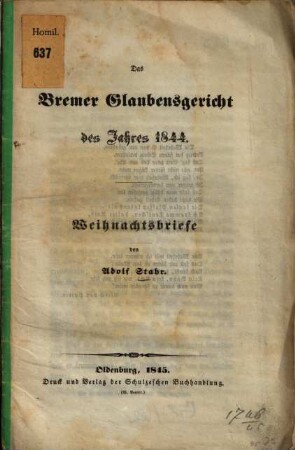 Homil.
637
Das
Bremer Glaubensgericht
des Jahres 1844.
Weihnachtsbriefe
von
Adolf Stahr.
Oldenburg, 1845.
Druck und Verlag der Schulzeschen Buchhandlung.